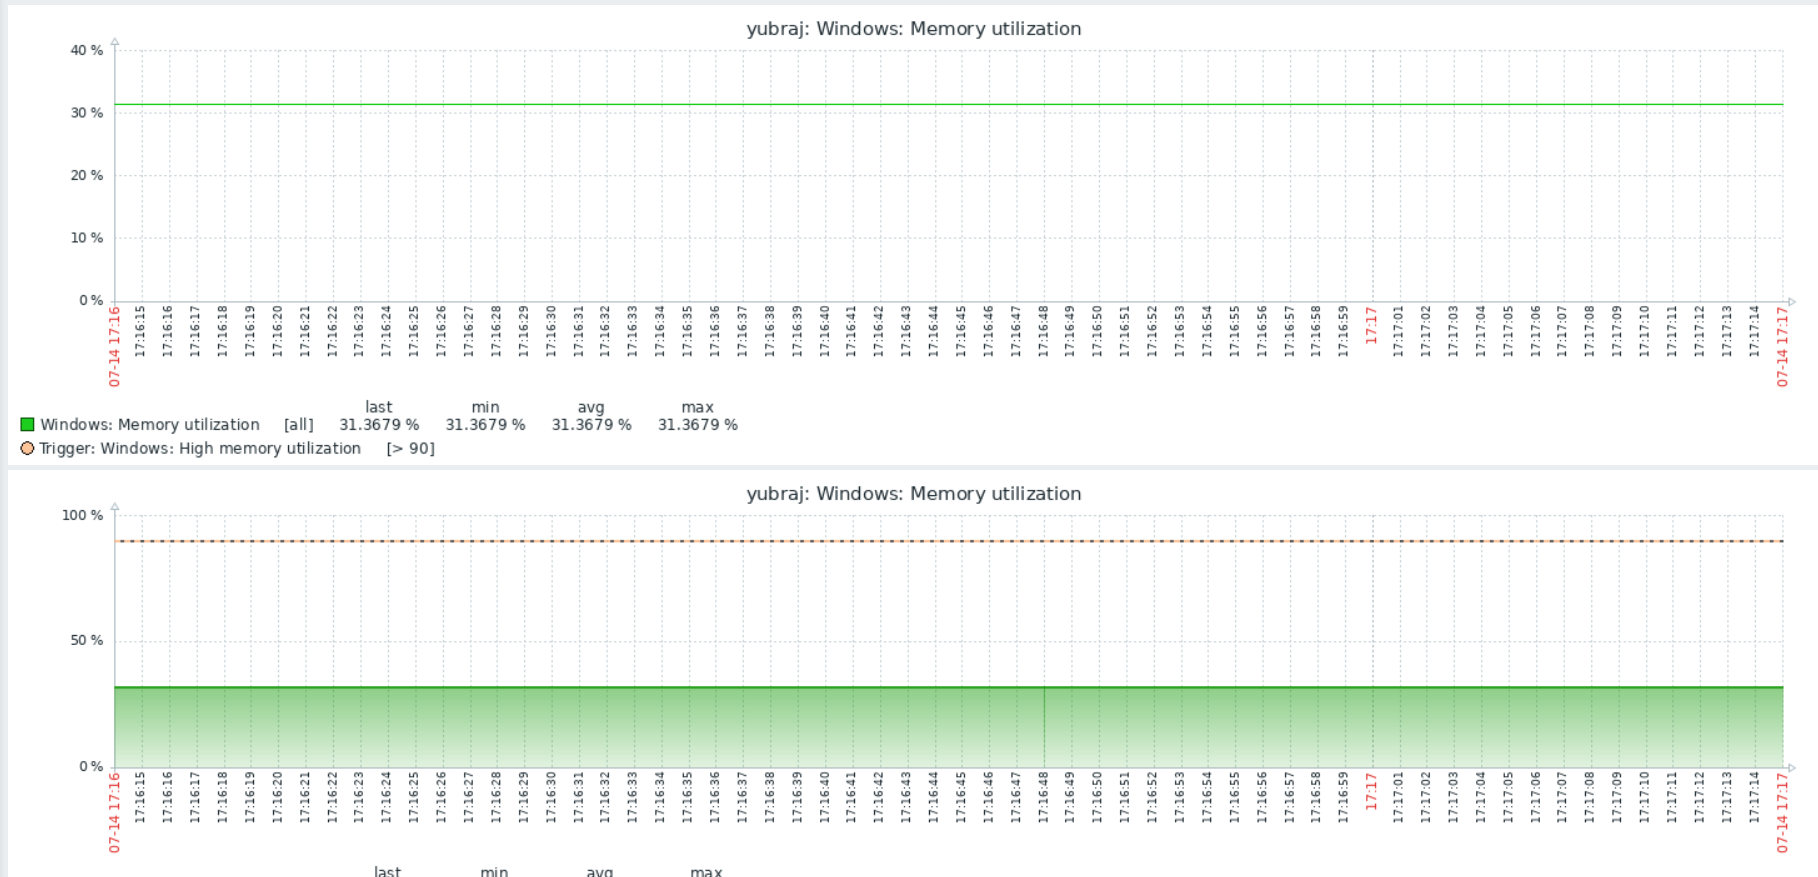 yubraj: Windows: Memory utilization
40 %
30 %
20 %
10 %
0 %
07-14 17:16 17:16:15 17:16:16 17:16:17 17:16:18 17:16:19 17:16:20 17:16:21 17:16:22 17:16:23 17:16:24 17:16:25 17:16:26 17:16:27 17:16:28 17:16:29 17:16:30 17:16:31 17:16:32 17:16:33 17:16:34 17:16:35 17:16:36 17:16:37 17:16:38 17:16:39 17:16:40 17:16:41 17:16:42 17:16:43 17:16:44 17:16:45 17:16:46 17:16:47 17:16:48 17:16:49 17:16:50 17:16:51 17:16:52 17:16:53 17:16:54 17:16:55 17:16:56 17:16:57 17:16:58 17:16:59 17:17 17:17:01 17:17:02 17:17:03 17:17:04 17:17:05 17:17:06 17:17:07 17:17:08 17:17:09 17:17:10 17:17:11 17:17:12 17:17:13 17:17:14 07-14 17:17
last min avg max
Windows: Memory utilization [all] 31.3679 % 31.3679 % 31.3679 % 31.3679 %
Trigger: Windows: High memory utilization [> 90]
yubraj: Windows: Memory utilization
100 %
50 %
0 %
07-14 17:16 17:16:15 17:16:16 17:16:17 17:16:18 17:16:19 17:16:20 17:16:21 17:16:22 17:16:23 17:16:24 17:16:25 17:16:26 17:16:27 17:16:28 17:16:29 17:16:30 17:16:31 17:16:32 17:16:33 17:16:34 17:16:35 17:16:36 17:16:37 17:16:38 17:16:39 17:16:40 17:16:41 17:16:42 17:16:43 17:16:44 17:16:45 17:16:46 17:16:47 17:16:48 17:16:49 17:16:50 17:16:51 17:16:52 17:16:53 17:16:54 17:16:55 17:16:56 17:16:57 17:16:58 17:16:59 17:17 17:17:01 17:17:02 17:17:03 17:17:04 17:17:05 17:17:06 17:17:07 17:17:08 17:17:09 17:17:10 17:17:11 17:17:12 17:17:13 17:17:14 07-14 17:17
last min avg max